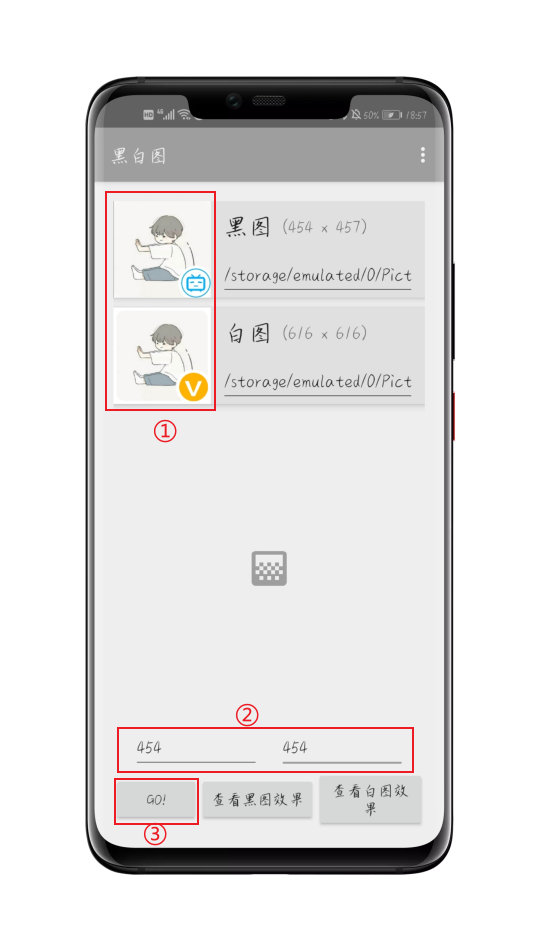 HD 4G 50% 18:57
黑白图
黑图 (454 × 457)
/storage/emulated/0/Pict
白图 (616 × 616)
/storage/emulated/0/Pict
V
①
②
454 454
GO! 查看黑图效果 查看白图效
果
③